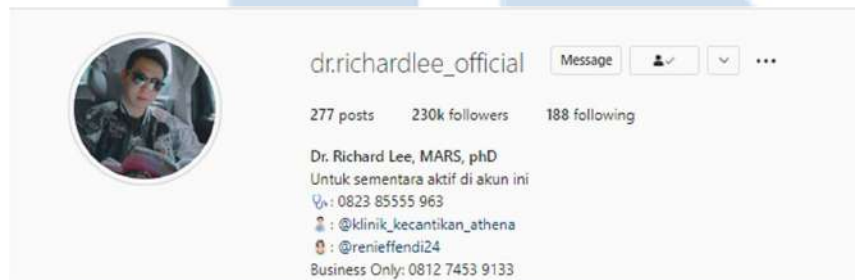 dr.richardlee_official Message
277 posts 230k followers 188 following
Dr. Richard Lee, MARS, phD
Untuk sementara aktif di akun ini
: 0823 85555 963
: @klinik_kecantikan_athena
: @renieffendi24
Business Only: 0812 7453 9133